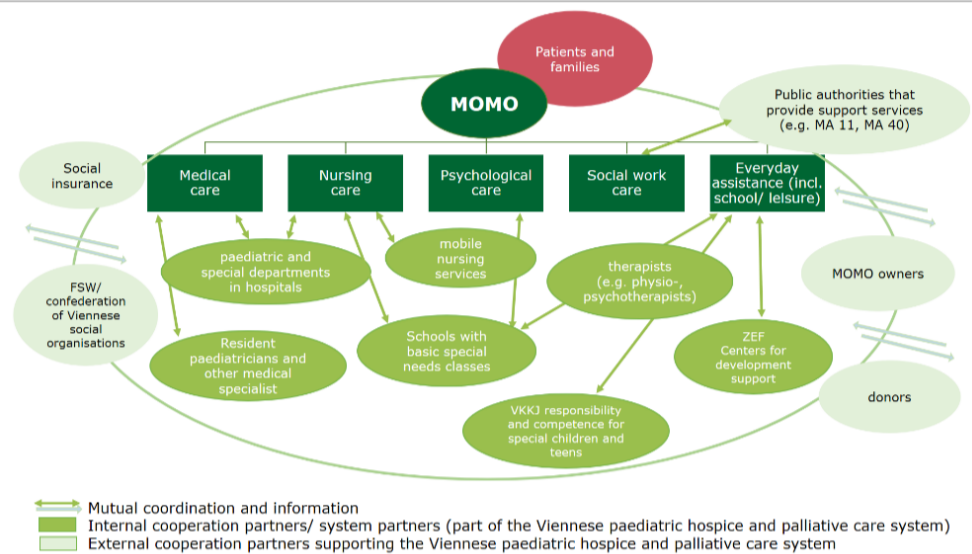 Patients and
families
MOMO
Public authorities that
provide support services
(e.g. MA 11, MA 40)
Social
insurance
Medical
care
Nursing
care
Psychological
care
Social work
care
Everyday
assistance (incl.
school/ leisure)
paediatric and
special departments
in hospitals
mobile
nursing
services
therapists
(e.g. physio-,
psychotherapists)
MOMO owners
FSW/
confederation
of Viennese
social
organisations
Resident
paediatricians and
other medical
specialist
Schools with
basic special
needs classes
ZEF
Centers for
development
support
donors
VKKJ responsibility
and competence for
special children and
teens
Mutual coordination and information
Internal cooperation partners/ system partners (part of the Viennese paediatric hospice and palliative care system)
External cooperation partners supporting the Viennese paediatric hospice and palliative care system